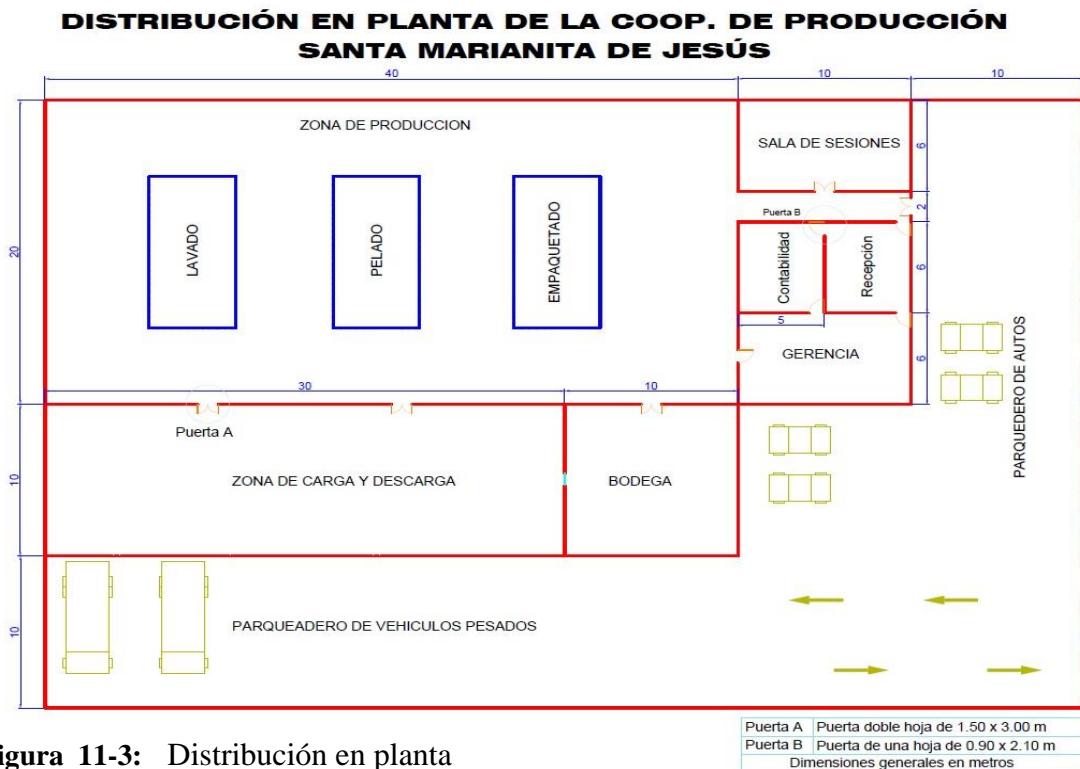 DISTRIBUCIÓN EN PLANTA DE LA COOP. DE PRODUCCIÓN
SANTA MARIANITA DE JESÚS
40
10
10
ZONA DE PRODUCCION
SALA DE SESIONES
6
LAVADO
PELADO
EMPAQUETADO
Puerta B
2
20
Contabilidad
Recepción
6
5
GERENCIA
6
PARQUEDERO DE AUTOS
30
10
Puerta A
10
ZONA DE CARGA Y DESCARGA
BODEGA
10
PARQUEADERO DE VEHICULOS PESADOS
Puerta A Puerta doble hoja de 1.50 x 3.00 m
Puerta B Puerta de una hoja de 0.90 x 2.10 m
Dimensiones generales en metros
igura 11-3: Distribución en planta